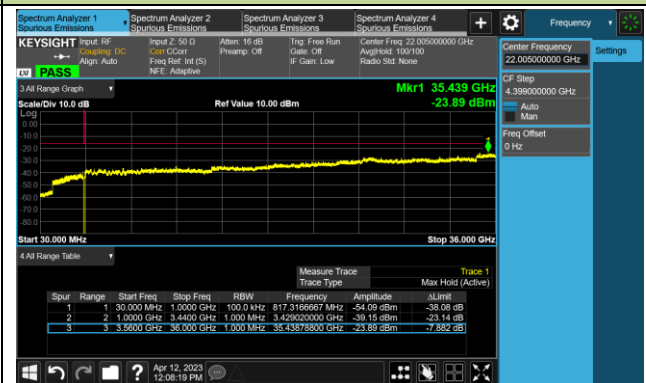 Spectrum Analyzer 1
Spurious Emissions
Spectrum Analyzer 2
Spurious Emissions
Spectrum Analyzer 3
Spurious Emissions
Spectrum Analyzer 4
Spurious Emissions
+
Frequency
KEYSIGHT
Input: RF
Coupling: DC
Align: Auto
Input Z: 50 Ω
Corr CCorr
Freq Ref: Int (S)
NFE: Adaptive
Atten: 16 dB
Preamp: Off
Trig: Free Run
Gate: Off
IF Gain: Low
Center Freq: 22.005000000 GHz
Avg|Hold: 100/100
Radio Std: None
LXI PASS
Center Frequency
22.005000000 GHz
Settings
CF Step
4.399000000 GHz
Auto
Man
Freq Offset
0 Hz
3 All Range Graph
Mkr1 35.439 GHz
Scale/Div 10.0 dB
Ref Value 10.00 dBm
-23.89 dBm
Log
0.00
-10.0
-20.0
-30.0
-40.0
-50.0
-60.0
-70.0
-80.0
1
Start 30.000 MHz
Stop 36.000 GHz
4 All Range Table
Measure Trace Trace 1
Trace Type Max Hold (Active)
Spur Range Start Freq Stop Freq RBW Frequency Amplitude ΔLimit
1 1 30.000 MHz 1.0000 GHz 100.0 kHz 817.3166667 MHz -54.09 dBm -38.08 dB
2 2 1.0000 GHz 3.4400 GHz 1.000 MHz 3.429020000 GHz -39.15 dBm -23.14 dB
3 3 3.5600 GHz 36.000 GHz 1.000 MHz 35.43878800 GHz -23.89 dBm -7.882 dB
?
Apr 12, 2023
12:08:19 PM